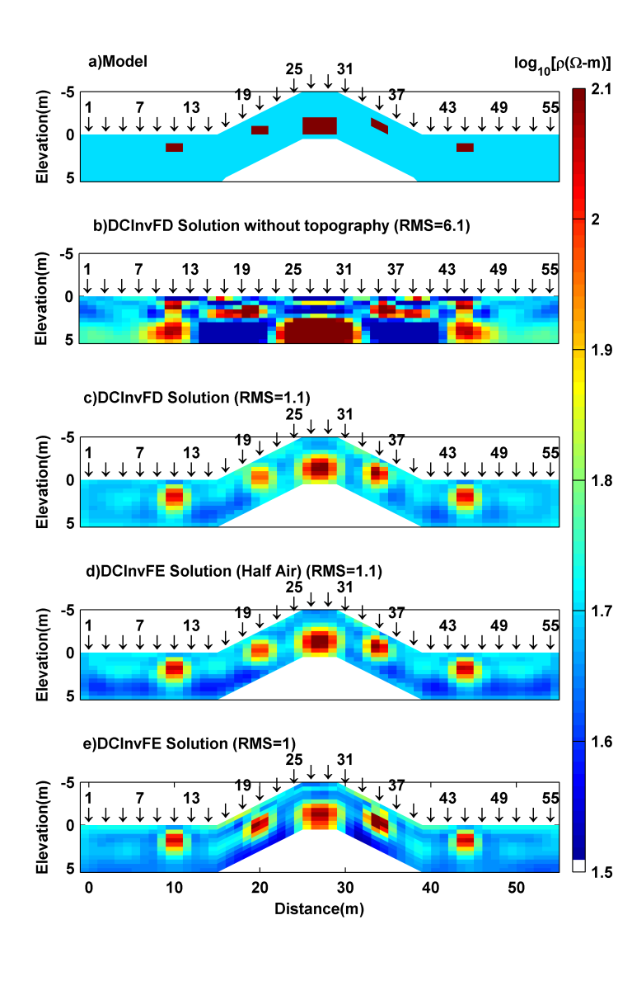 a)Model
log10[ρ(Ω-m)]
25 31
19 37
1 7 13 43 49 55
-5
0
5
Elevation(m)
b)DCInvFD Solution without topography (RMS=6.1)
1 7 13 19 25 31 37 43 49 55
-5
0
5
Elevation(m)
c)DCInvFD Solution (RMS=1.1)
25 31
19 37
1 7 13 43 49 55
-5
0
5
Elevation(m)
d)DCInvFE Solution (Half Air) (RMS=1.1)
25 31
19 37
1 7 13 43 49 55
-5
0
5
Elevation(m)
e)DCInvFE Solution (RMS=1)
25 31
19 37
1 7 13 43 49 55
-5
0
5
Elevation(m)
0 10 20 30 40 50
Distance(m)
2.1
2
1.9
1.8
1.7
1.6
1.5